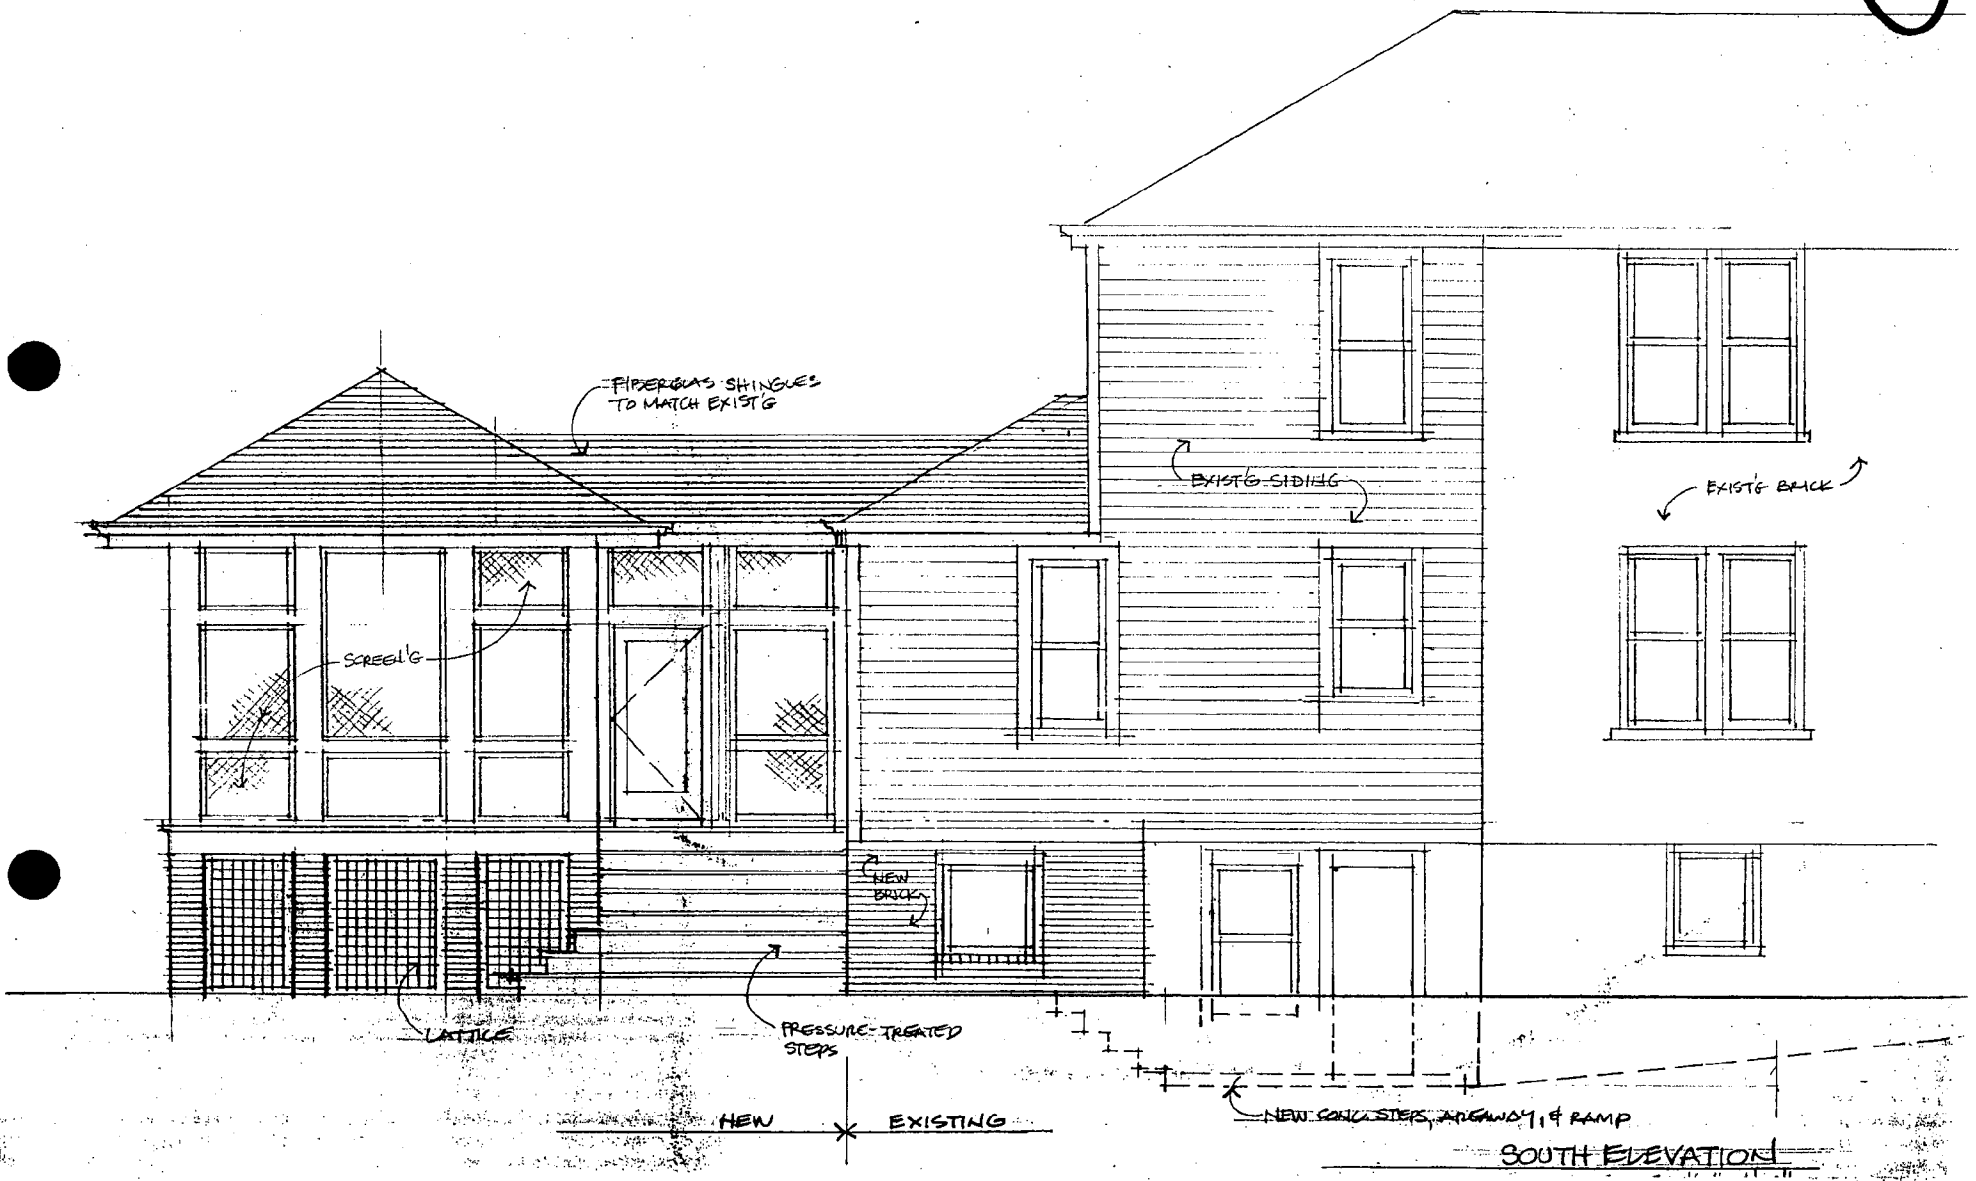 FIBERGLAS SHINGLES
TO MATCH EXIST'G
EXIST'G SIDING
EXIST'G BRICK
SCREEN'G
NEW
BRICK
LATTICE
PRESSURE-TREATED
STEPS
NEW EXISTING
NEW CONC. STEPS, AREAWAY, & RAMP
SOUTH ELEVATION